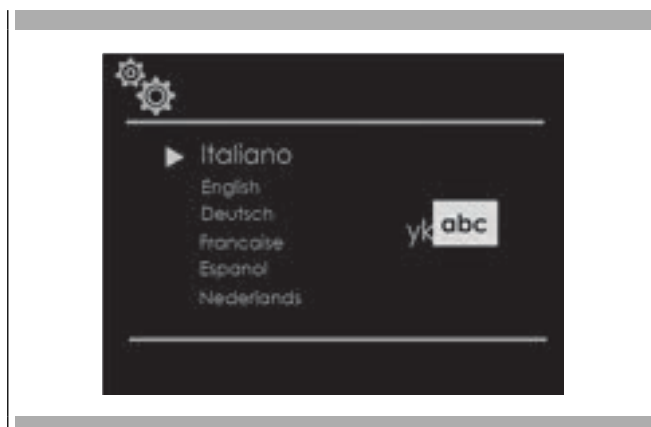 Italiano
English
Deutsch
Francaise
Espanol
Nederlands
yk abc